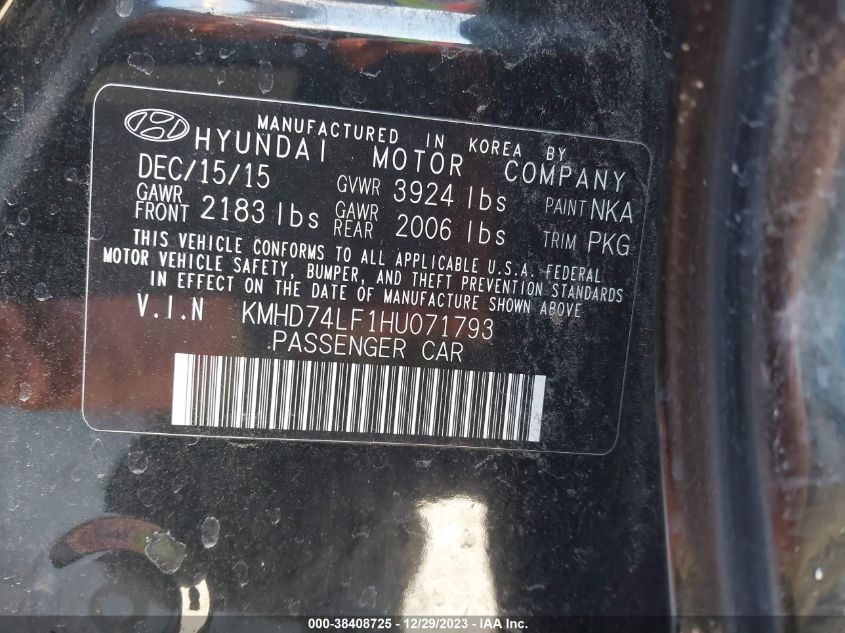 MANUFACTURED IN KOREA BY
HYUNDAI MOTOR COMPANY
DEC/15/15 GVWR 3924 lbs PAINT NKA
GAWR FRONT 2183 lbs GAWR REAR 2006 lbs TRIM PKG
THIS VEHICLE CONFORMS TO ALL APPLICABLE U.S.A. FEDERAL
MOTOR VEHICLE SAFETY, BUMPER, AND THEFT PREVENTION STANDARDS
IN EFFECT ON THE DATE OF MANUFACTURE SHOWN ABOVE
V.I.N KMHD74LF1HU071793
PASSENGER CAR
000-38408725 - 12/29/2023 - IAA Inc.